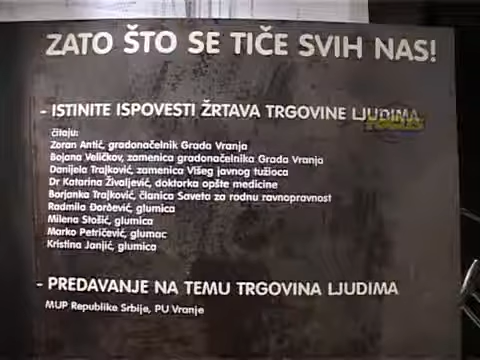 ZATO ŠTO SE TIČE SVIH NAS!
- ISTINITE ISPOVESTI ŽRTAVA TRGOVINE LJUDIMA
čitaju:
Zoran Antić, gradonačelnik Grada Vranja
Bojana Veličkov, zamenica gradonačelnika Grada Vranja
Danijela Trajković, zamenica Višeg javnog tužioca
Dr Katarina Živaljević, doktorka opšte medicine
Borjanka Trajković, članica Saveta za rodnu ravnopravnost
Radmila Đorđević, glumica
Milena Stošić, glumica
Marko Petričević, glumac
Kristina Janjić, glumica
- PREDAVANJE NA TEMU TRGOVINA LJUDIMA
MUP Republike Srbije, PU Vranje